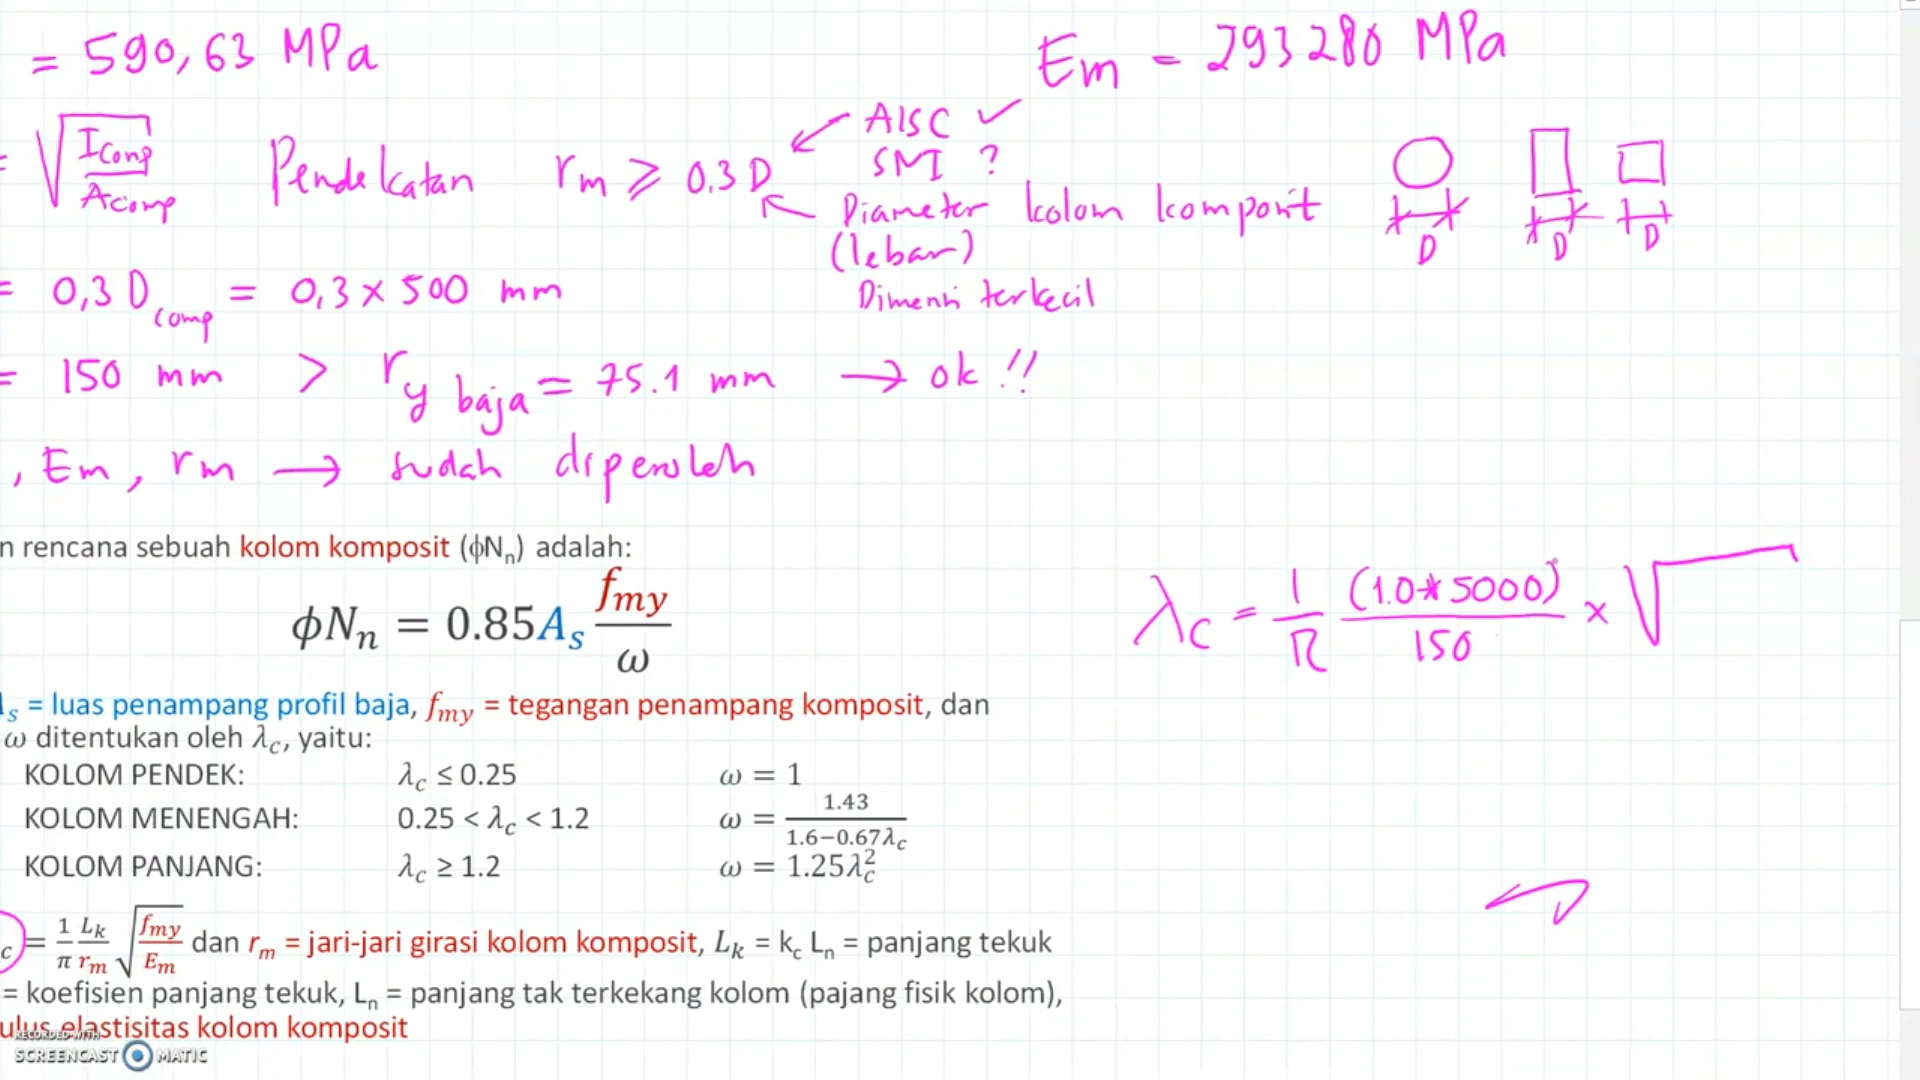 = 590,63 MPa
Em = 293280 MPa
= √ Icomp / Acomp
Pendekatan rm ≥ 0.3 D
AISC ✓
SNI ?
Diameter kolom komposit
(lebar)
Dimensi terkecil
D D D
= 0,3 Dcomp = 0,3 x 500 mm
= 150 mm > ry baja = 75.1 mm → ok !!
, Em, rm → sudah diperoleh
n rencana sebuah kolom komposit (ϕNn) adalah:
ϕNn = 0.85As fmy / ω
λc = 1/π (1.0*5000)/150 x √
s = luas penampang profil baja, fmy = tegangan penampang komposit, dan
ω ditentukan oleh λc, yaitu:
KOLOM PENDEK: λc ≤ 0.25 ω = 1
KOLOM MENENGAH: 0.25 < λc < 1.2 ω = 1.43 / 1.6−0.67λc
KOLOM PANJANG: λc ≥ 1.2 ω = 1.25λc²
c = 1/π Lk/rm √ fmy/Em dan rm = jari-jari girasi kolom komposit, Lk = kc Ln = panjang tekuk
= koefisien panjang tekuk, Ln = panjang tak terkekang kolom (pajang fisik kolom),
ulus elastisitas kolom komposit
RECORDED WITH
SCREENCAST MATIC